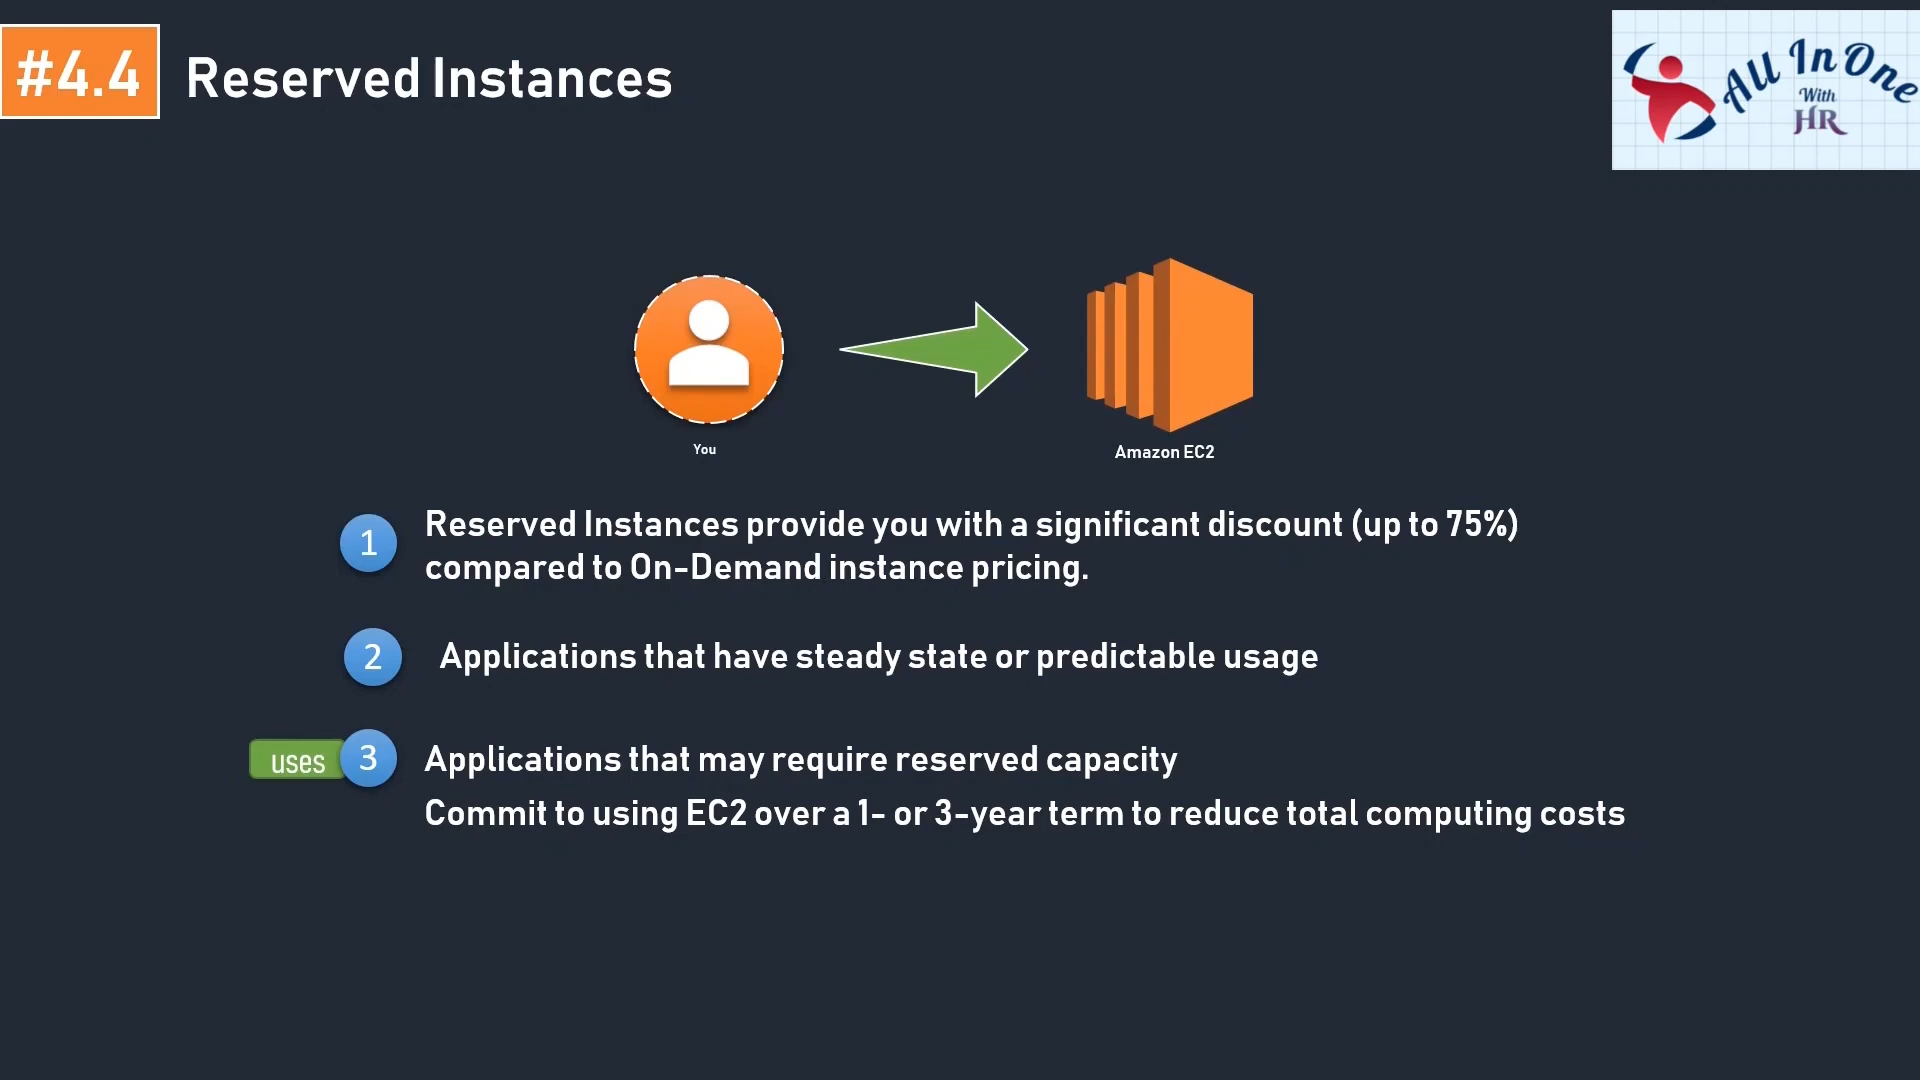 #4.4
Reserved Instances
All In One
With
HR
You
Amazon EC2
1
Reserved Instances provide you with a significant discount (up to 75%)
compared to On-Demand instance pricing.
2
Applications that have steady state or predictable usage
uses
3
Applications that may require reserved capacity
Commit to using EC2 over a 1- or 3-year term to reduce total computing costs